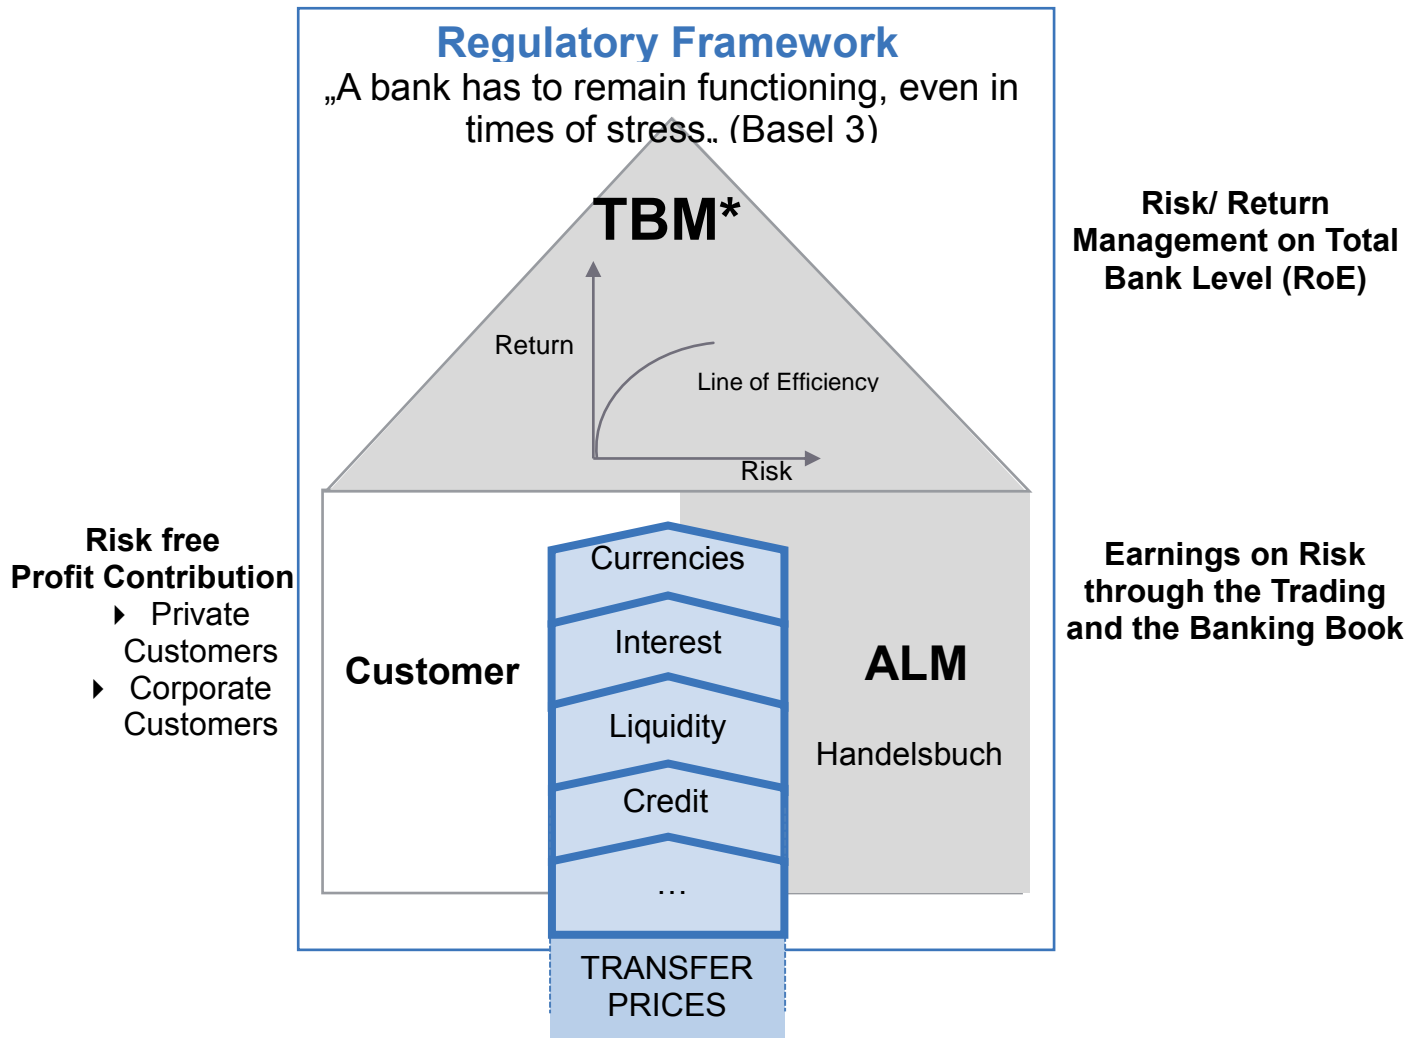 Regulatory Framework
„A bank has to remain functioning, even in
times of stress„ (Basel 3)
TBM*
Risk/ Return
Management on Total
Bank Level (RoE)
Return
Line of Efficiency
Risk
Risk free
Profit Contribution
Private
Customers
Corporate
Customers
Customer
Currencies
Interest
Liquidity
Credit
…
TRANSFER
PRICES
ALM
Handelsbuch
Earnings on Risk
through the Trading
and the Banking Book